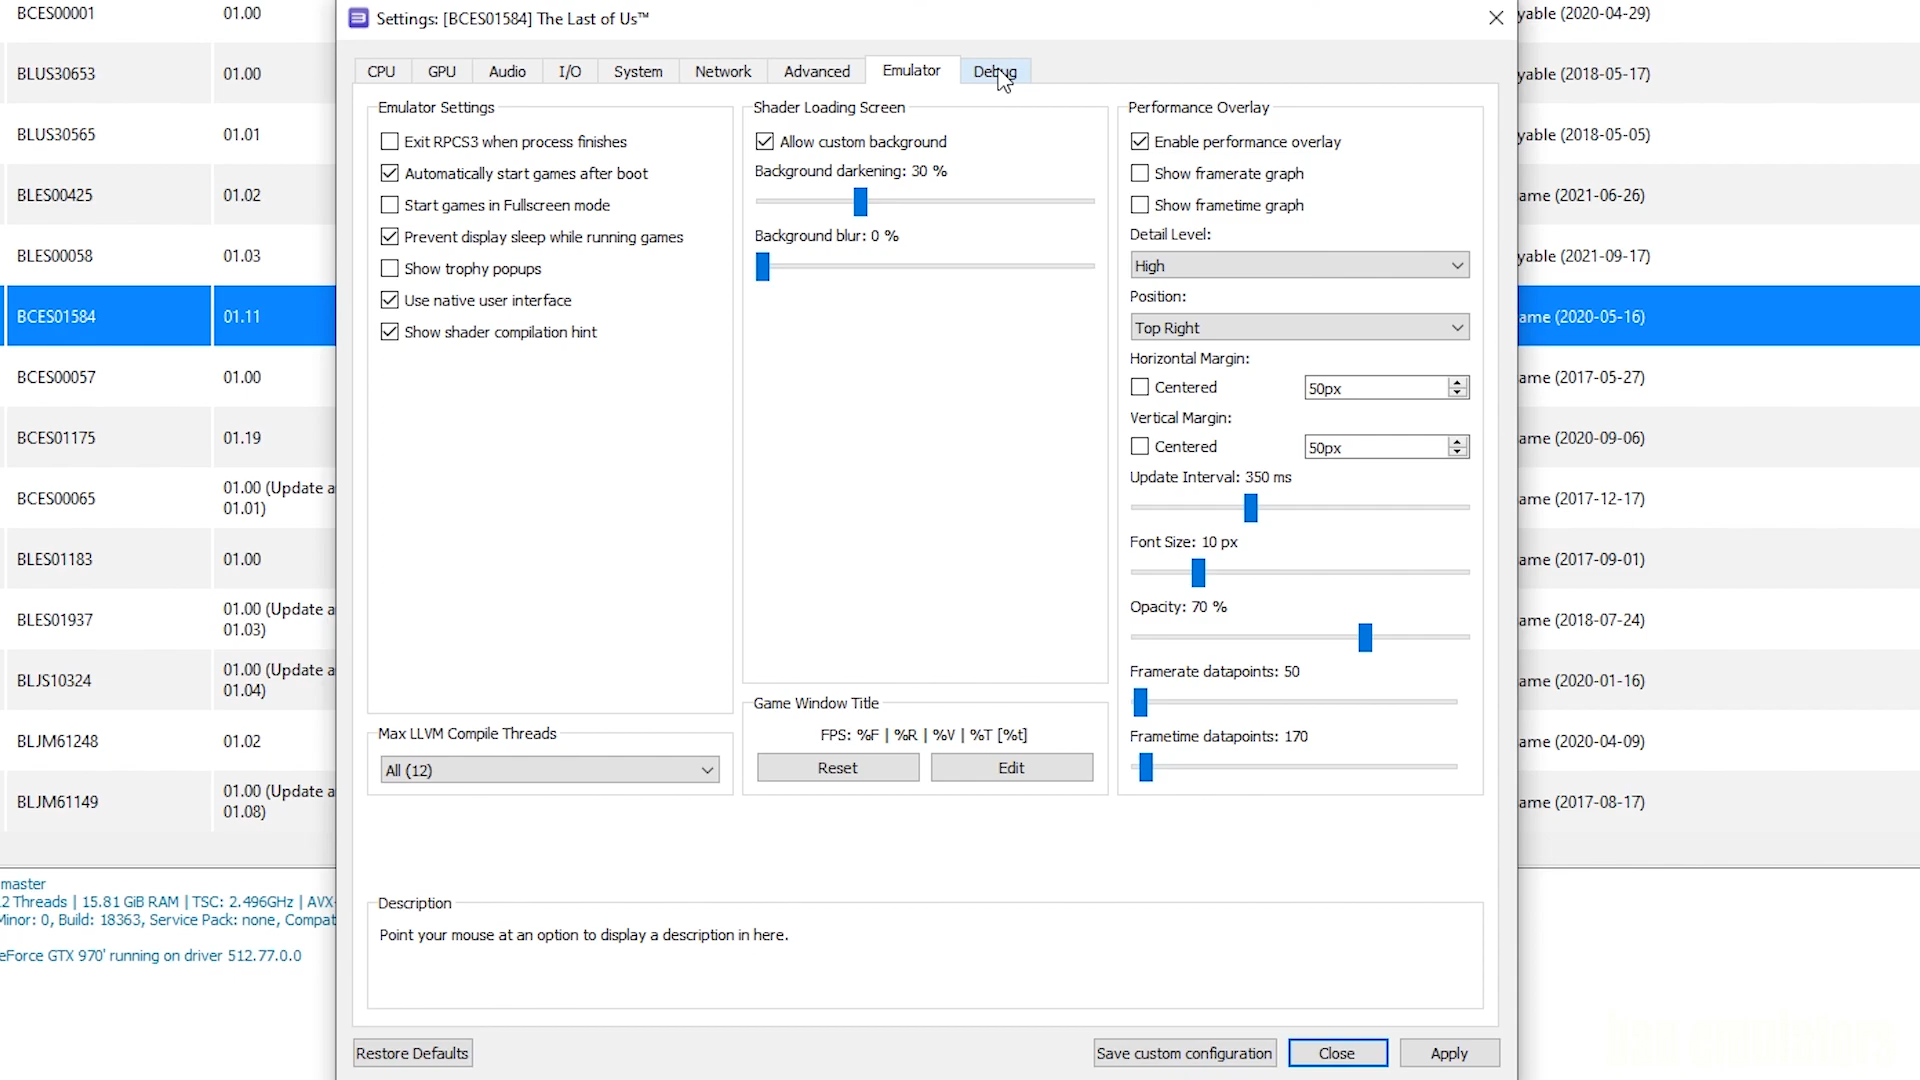 BCES00001 01.00
Settings: [BCES01584] The Last of Us™
yable (2020-04-29)
BLUS30653 01.00
yable (2018-05-17)
BLUS30565 01.01
yable (2018-05-05)
BLES00425 01.02
ame (2021-06-26)
BLES00058 01.03
yable (2021-09-17)
BCES01584 01.11
ame (2020-05-16)
BCES00057 01.00
ame (2017-05-27)
BCES01175 01.19
ame (2020-09-06)
BCES00065 01.00 (Update a
01.01)
ame (2017-12-17)
BLES01183 01.00
ame (2017-09-01)
BLES01937 01.00 (Update a
01.03)
ame (2018-07-24)
BLJS10324 01.00 (Update a
01.04)
ame (2020-01-16)
BLJM61248 01.02
ame (2020-04-09)
BLJM61149 01.00 (Update a
01.08)
ame (2017-08-17)
CPU GPU Audio I/O System Network Advanced Emulator Debug
Emulator Settings
Exit RPCS3 when process finishes
Automatically start games after boot
Start games in Fullscreen mode
Prevent display sleep while running games
Show trophy popups
Use native user interface
Show shader compilation hint
Max LLVM Compile Threads
All (12)
Shader Loading Screen
Allow custom background
Background darkening: 30 %
Background blur: 0 %
Game Window Title
FPS: %F | %R | %V | %T [%t]
Reset Edit
Performance Overlay
Enable performance overlay
Show framerate graph
Show frametime graph
Detail Level:
High
Position:
Top Right
Horizontal Margin:
Centered 50px
Vertical Margin:
Centered 50px
Update Interval: 350 ms
Font Size: 10 px
Opacity: 70 %
Framerate datapoints: 50
Frametime datapoints: 170
Description
Point your mouse at an option to display a description in here.
Restore Defaults Save custom configuration Close Apply
master
2 Threads | 15.81 GiB RAM | TSC: 2.496GHz | AVX
Minor: 0, Build: 18363, Service Pack: none, Compat
eForce GTX 970' running on driver 512.77.0.0